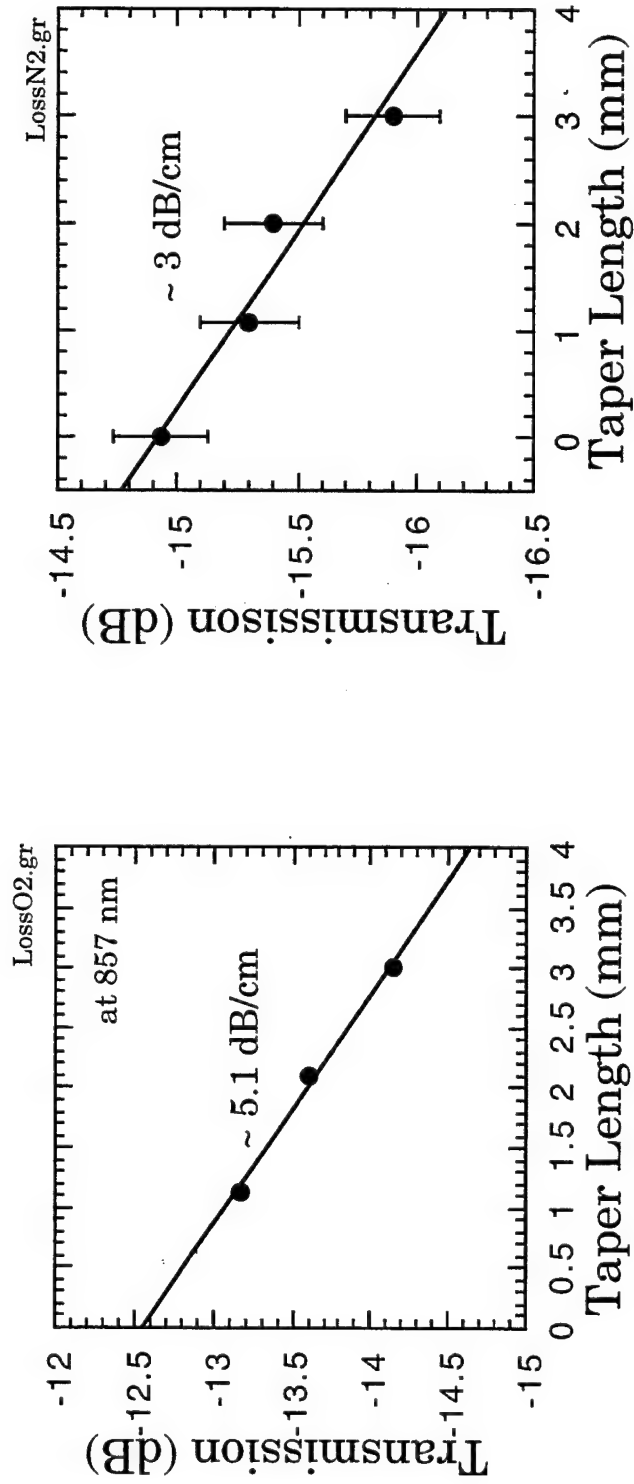 LossO2.gr
at 857 nm
~ 5.1 dB/cm
-12
-12.5
-13
-13.5
-14
-14.5
-15
Transmission (dB)
0 0.5 1 1.5 2 2.5 3 3.5 4
Taper Length (mm)
LossN2.gr
~ 3 dB/cm
-14.5
-15
-15.5
-16
-16.5
Transmissison (dB)
0 1 2 3 4
Taper Length (mm)